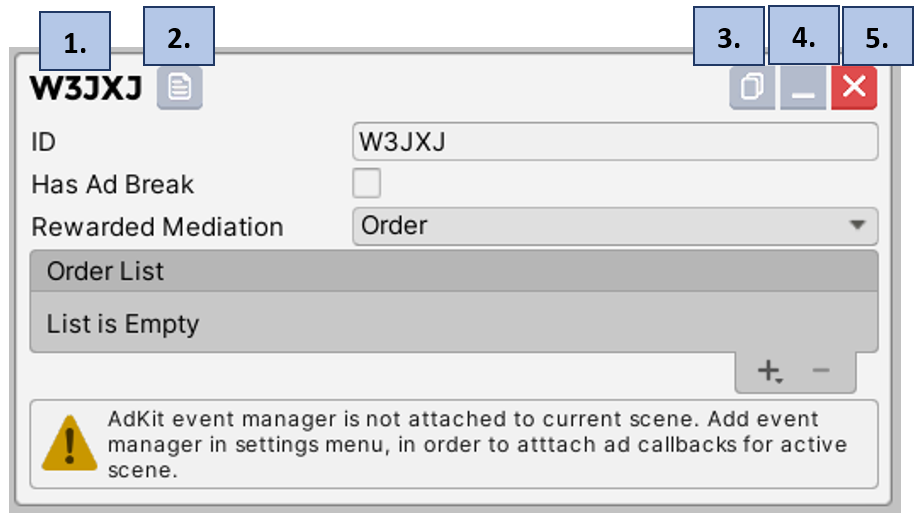 1. 2. 3. 4. 5.
W3JXJ
ID W3JXJ
Has Ad Break
Rewarded Mediation Order
Order List
List is Empty
AdKit event manager is not attached to current scene. Add event
manager in settings menu, in order to atttach ad callbacks for active
scene.